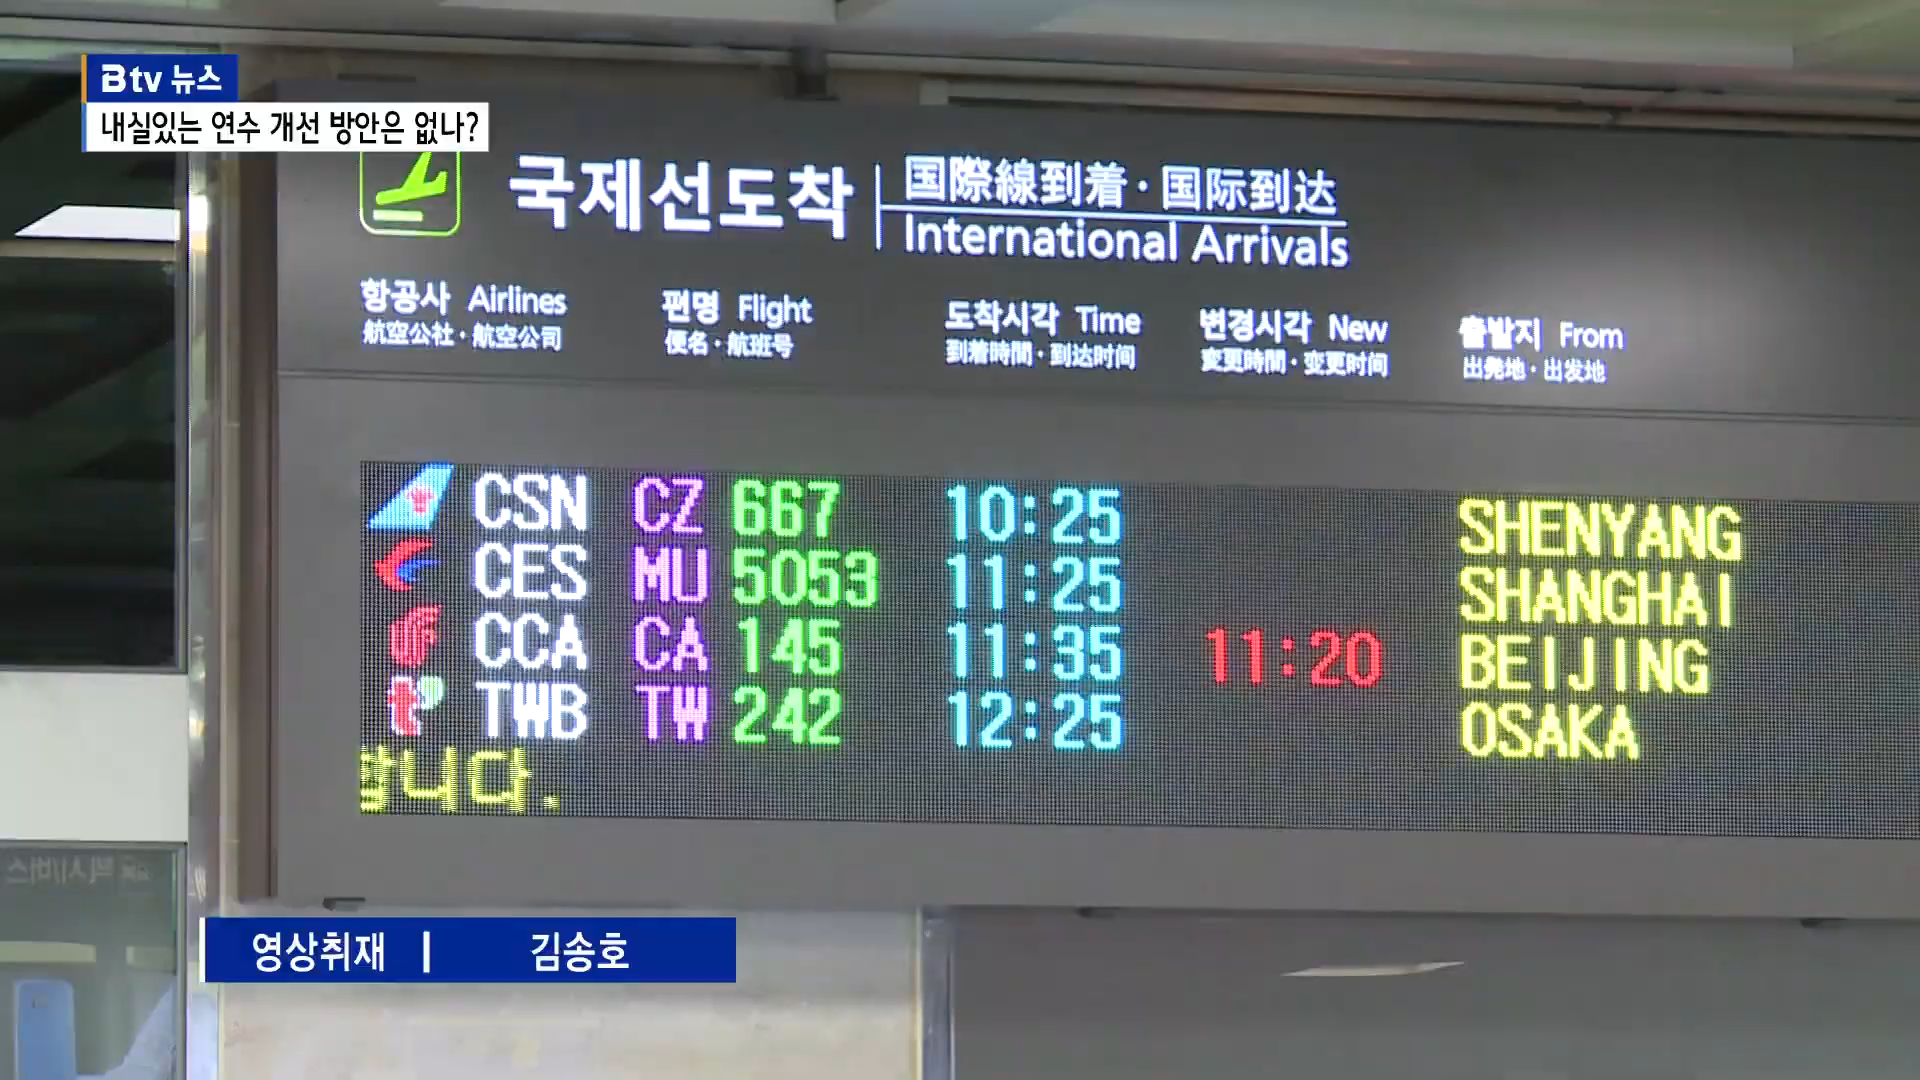 Btv 뉴스
내실있는 연수 개선 방안은 없나?
국제선도착
国際線到着·国际到达
International Arrivals
항공사 Airlines
航空公社·航空公司
편명 Flight
便名·航班号
도착시각 Time
到着時間·到达时间
변경시각 New
変更時間·变更时间
출발지 From
出発地·出发地
CSN CZ 667 10:25 SHENYANG
CES MU 5053 11:25 SHANGHAI
CCA CA 145 11:35 11:20 BEIJING
TWB TW 242 12:25 OSAKA
합니다.
영상취재 | 김송호